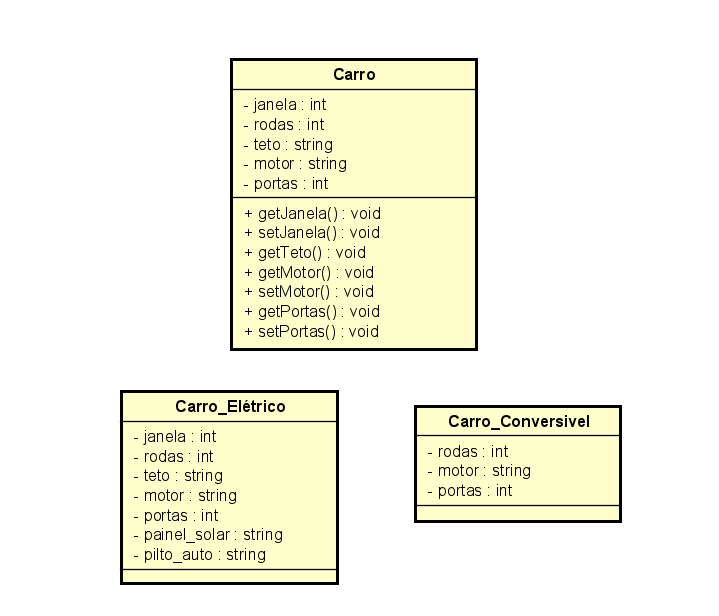 Carro
- janela : int
- rodas : int
- teto : string
- motor : string
- portas : int
+ getJanela() : void
+ setJanela() : void
+ getTeto() : void
+ getMotor() : void
+ setMotor() : void
+ getPortas() : void
+ setPortas() : void
Carro_Elétrico
- janela : int
- rodas : int
- teto : string
- motor : string
- portas : int
- painel_solar : string
- pilto_auto : string
Carro_Conversivel
- rodas : int
- motor : string
- portas : int